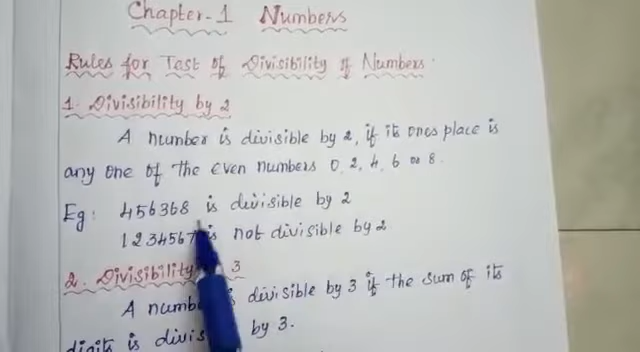 Chapter-1 Numbers
Rules for Tast of Divisibility of Numbers.
1. Divisibility by 2
A number is divisible by 2, if its ones place is
any one of the even numbers 0, 2, 4, 6 or 8.
Eg: 456368 is divisible by 2
1234567 is not divisible by 2
2. Divisibility 3
A numbe divisible by 3 if the sum of its
digits is divis by 3.